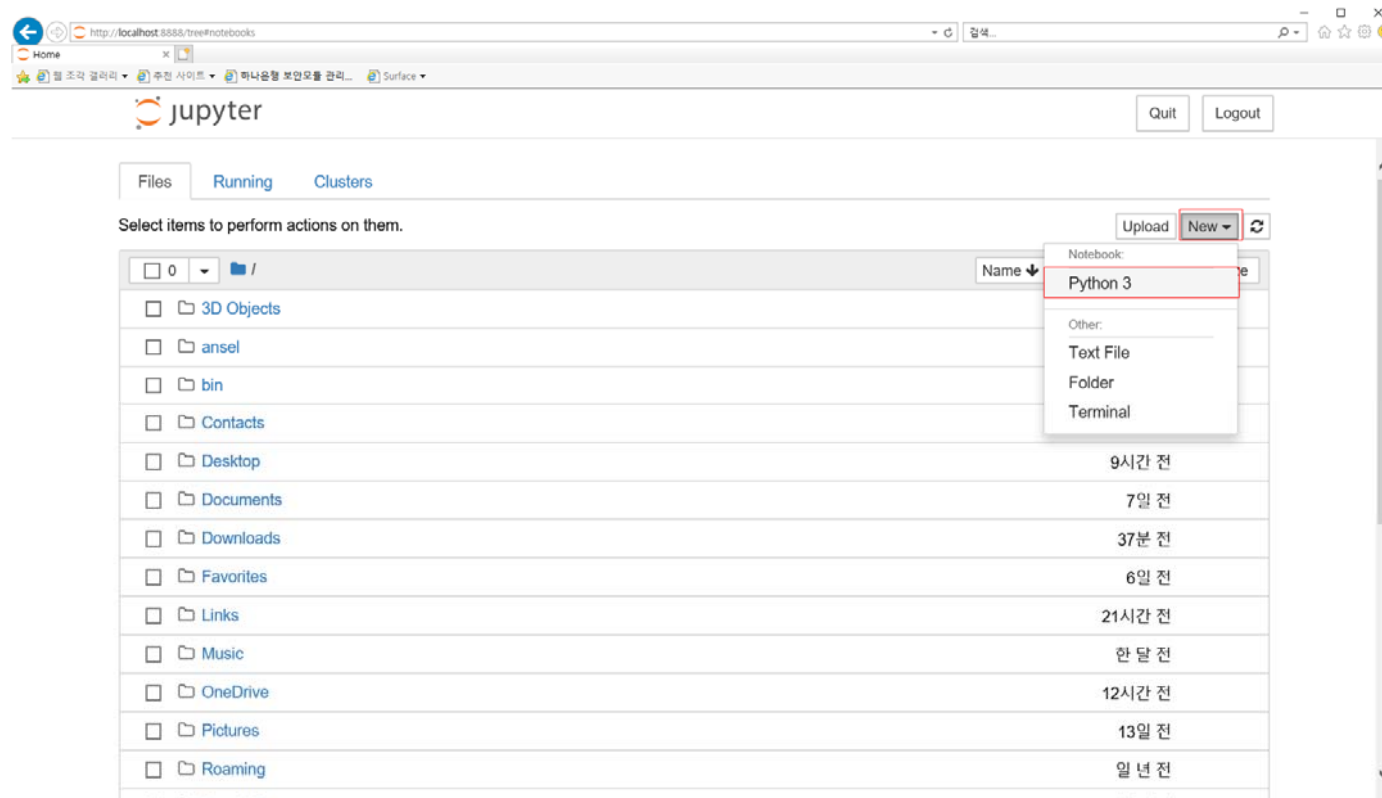 http://localhost:8888/tree#notebooks
검색...
Home
웹 조각 갤러리 추천 사이트 하나은행 보안모듈 관리... Surface
jupyter
Quit Logout
Files Running Clusters
Select items to perform actions on them.
Upload New
0 /
Name
Notebook:
Python 3
Other:
Text File
Folder
Terminal
3D Objects
ansel
bin
Contacts
Desktop 9시간 전
Documents 7일 전
Downloads 37분 전
Favorites 6일 전
Links 21시간 전
Music 한 달 전
OneDrive 12시간 전
Pictures 13일 전
Roaming 일 년 전